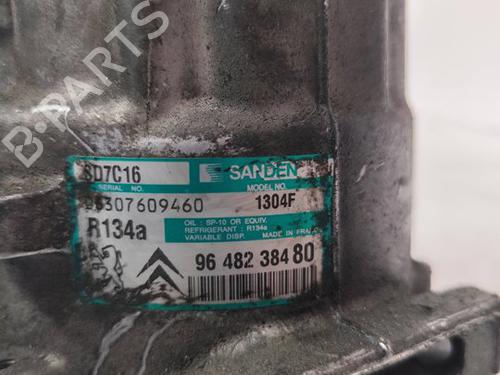 B-PARTS
SD7C16
SANDEN
SERIAL NO.
MODEL NO.
307609460
1304F
R134a
OIL : SP-10 OR EQUIV.
REFRIGERANT : R134a
VARIABLE DISP. MADE IN FRANCE
96 482 384 80